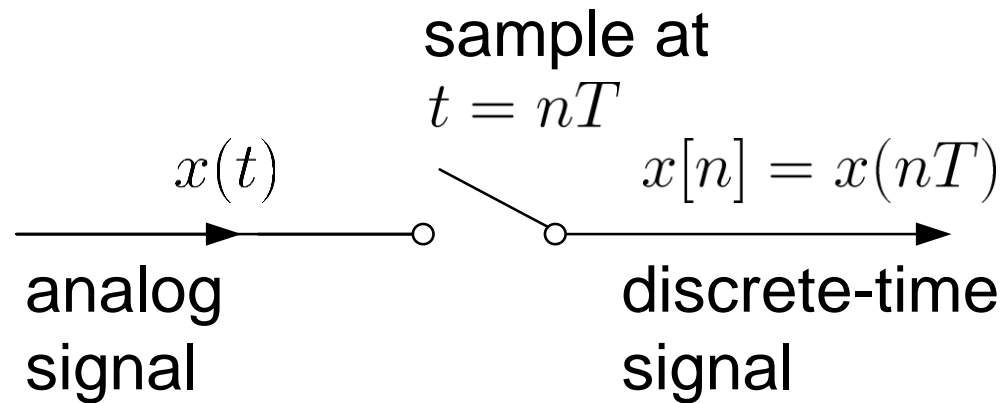 sample at
t = nT
x(t)
x[n] = x(nT)
analog
signal
discrete-time
signal